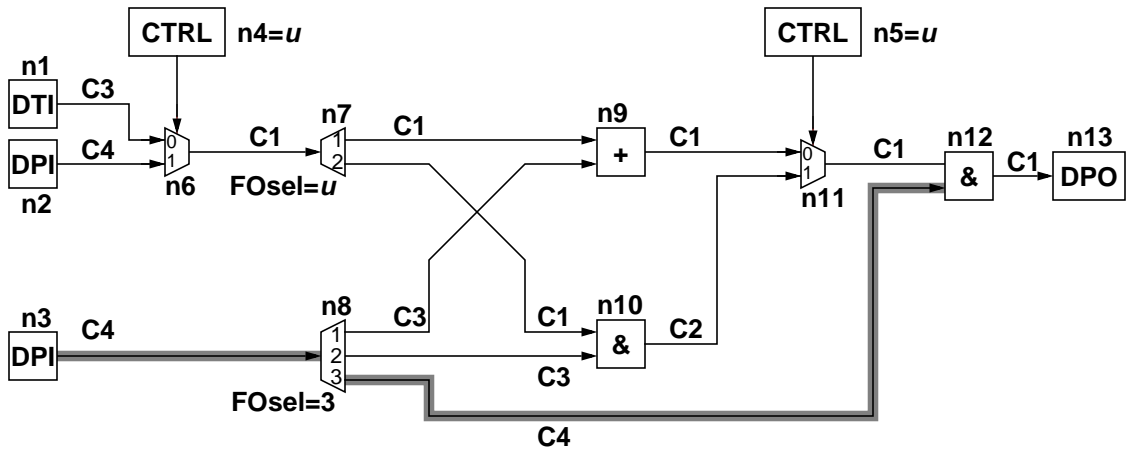 CTRL n4=u
CTRL n5=u
n1
DTI C3
DPI C4
n2
0
1
n6
C1
n7
1
2
FOsel=u
C1
n9
+
C1
0
1
n11
C1
n12
&
C1
n13
DPO
n3
DPI C4
n8
1
2
3
FOsel=3
C3
C1
C3
n10
&
C2
C4